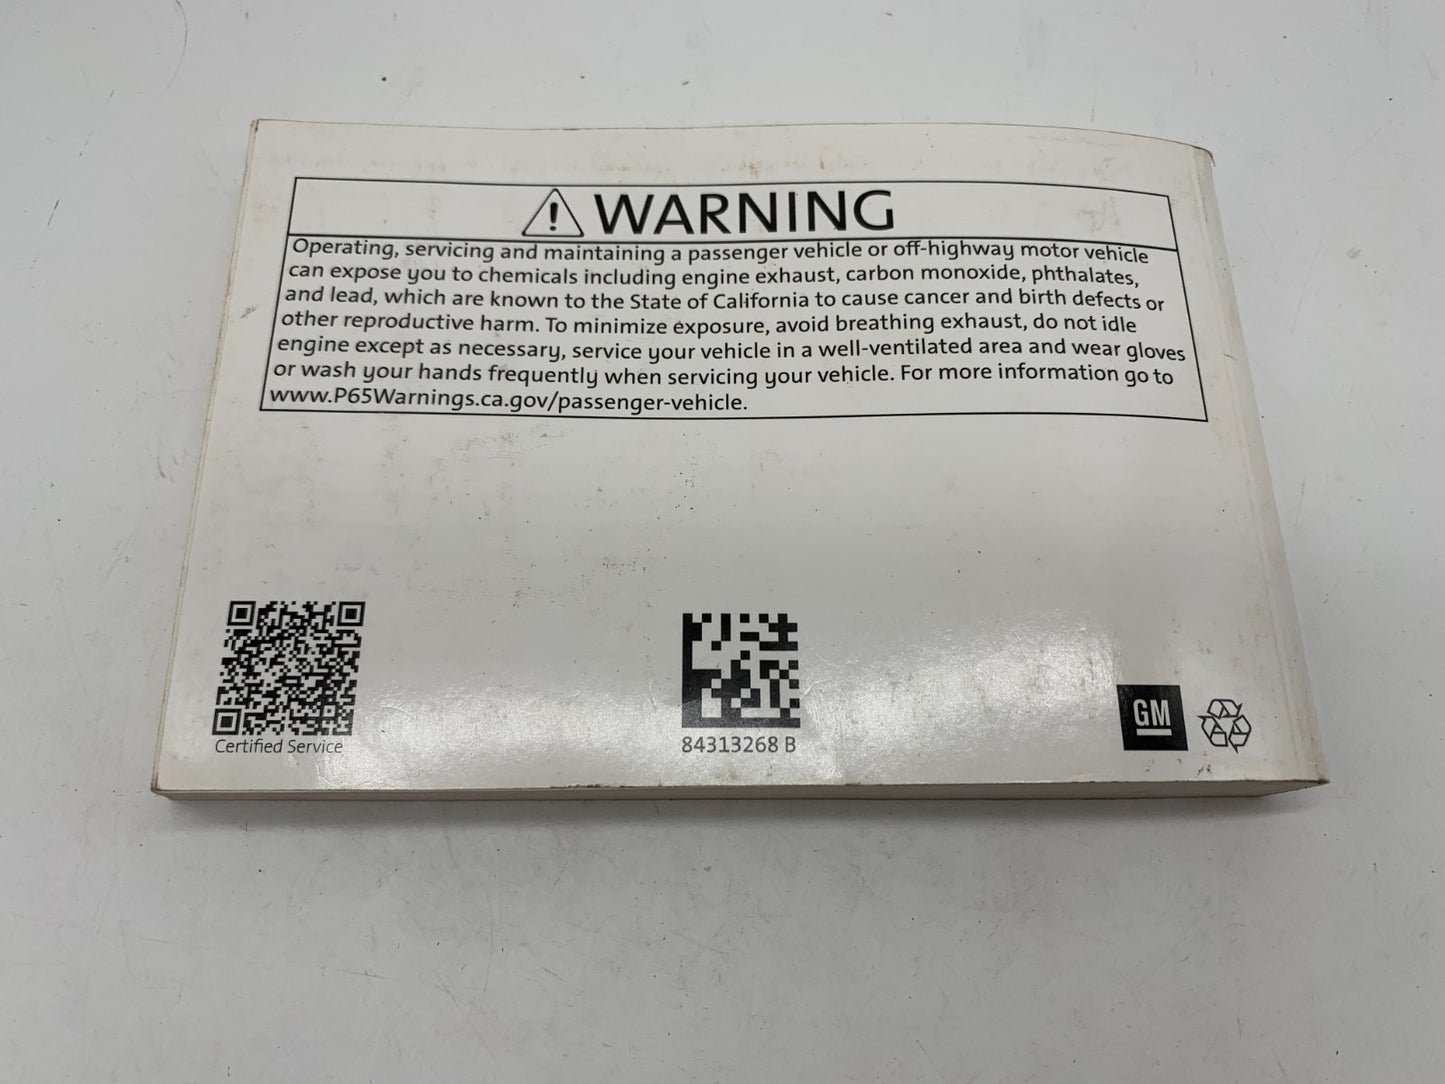 WARNING
Operating, servicing and maintaining a passenger vehicle or off-highway motor vehicle
can expose you to chemicals including engine exhaust, carbon monoxide, phthalates,
and lead, which are known to the State of California to cause cancer and birth defects or
other reproductive harm. To minimize exposure, avoid breathing exhaust, do not idle
engine except as necessary, service your vehicle in a well-ventilated area and wear gloves
or wash your hands frequently when servicing your vehicle. For more information go to
www.P65Warnings.ca.gov/passenger-vehicle.
Certified Service
84313268 B
GM